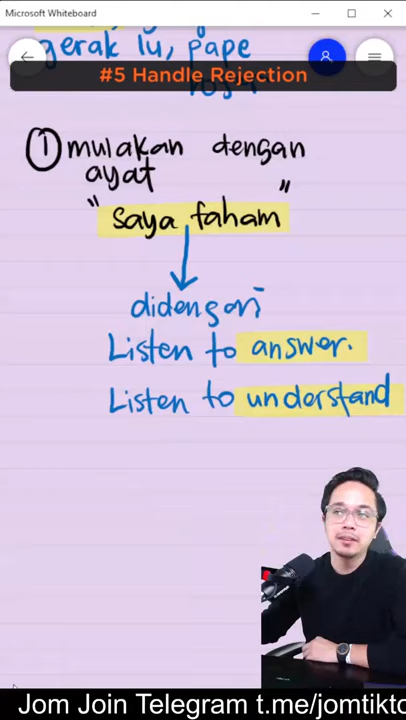 Microsoft Whiteboard
gerak lu, pape
#5 Handle Rejection
① mulakan dengan
ayat
"saya faham"
didengari
Listen to answer.
Listen to understand
Jom Join Telegram t.me/jomtikto